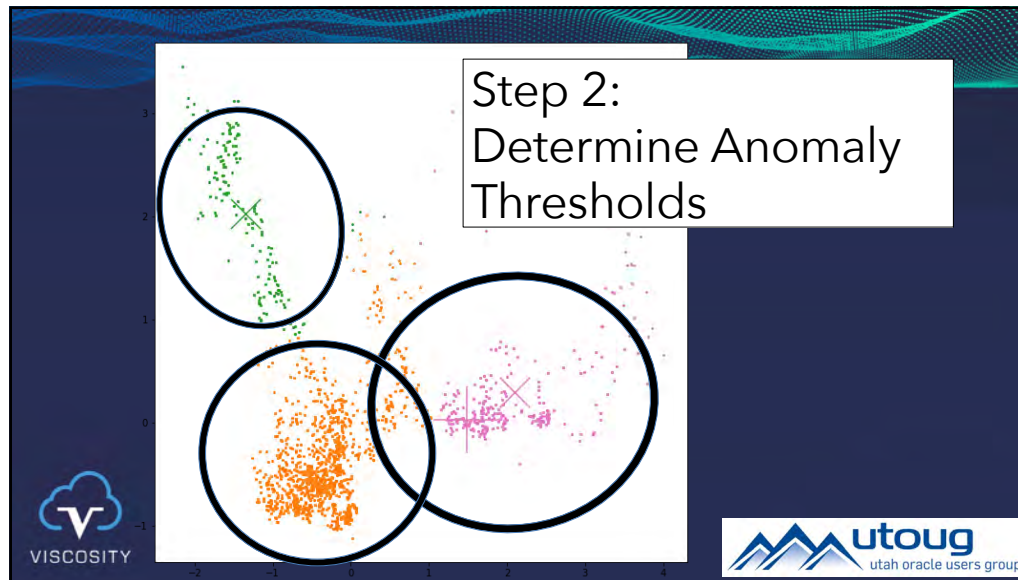 Step 2:
Determine Anomaly
Thresholds
3
2
1
0
−1
−2
−1
0
1
2
3
4
VISCOSITY
utoug
utah oracle users group